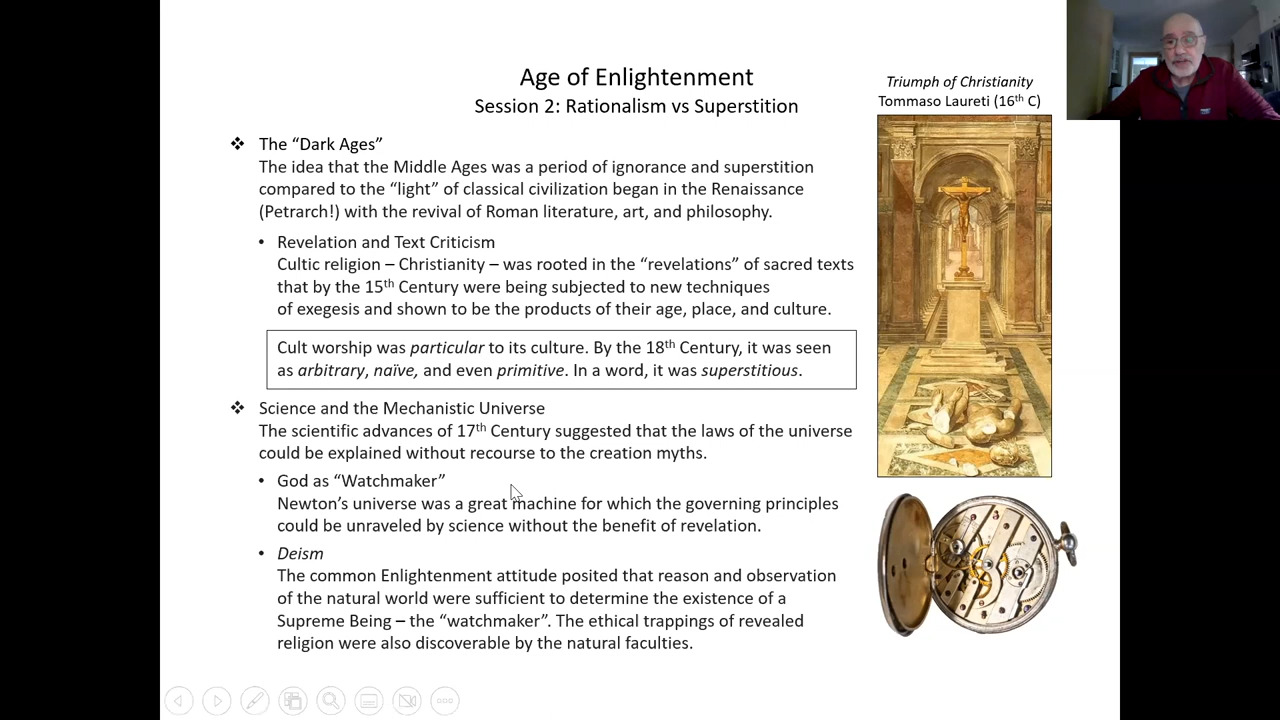 Age of Enlightenment
Session 2: Rationalism vs Superstition
Triumph of Christianity
Tommaso Laureti (16th C)
❖ The “Dark Ages”
The idea that the Middle Ages was a period of ignorance and superstition
compared to the “light” of classical civilization began in the Renaissance
(Petrarch!) with the revival of Roman literature, art, and philosophy.
• Revelation and Text Criticism
Cultic religion – Christianity – was rooted in the “revelations” of sacred texts
that by the 15th Century were being subjected to new techniques
of exegesis and shown to be the products of their age, place, and culture.
Cult worship was particular to its culture. By the 18th Century, it was seen
as arbitrary, naïve, and even primitive. In a word, it was superstitious.
❖ Science and the Mechanistic Universe
The scientific advances of 17th Century suggested that the laws of the universe
could be explained without recourse to the creation myths.
• God as “Watchmaker”
Newton’s universe was a great machine for which the governing principles
could be unraveled by science without the benefit of revelation.
• Deism
The common Enlightenment attitude posited that reason and observation
of the natural world were sufficient to determine the existence of a
Supreme Being – the “watchmaker”. The ethical trappings of revealed
religion were also discoverable by the natural faculties.